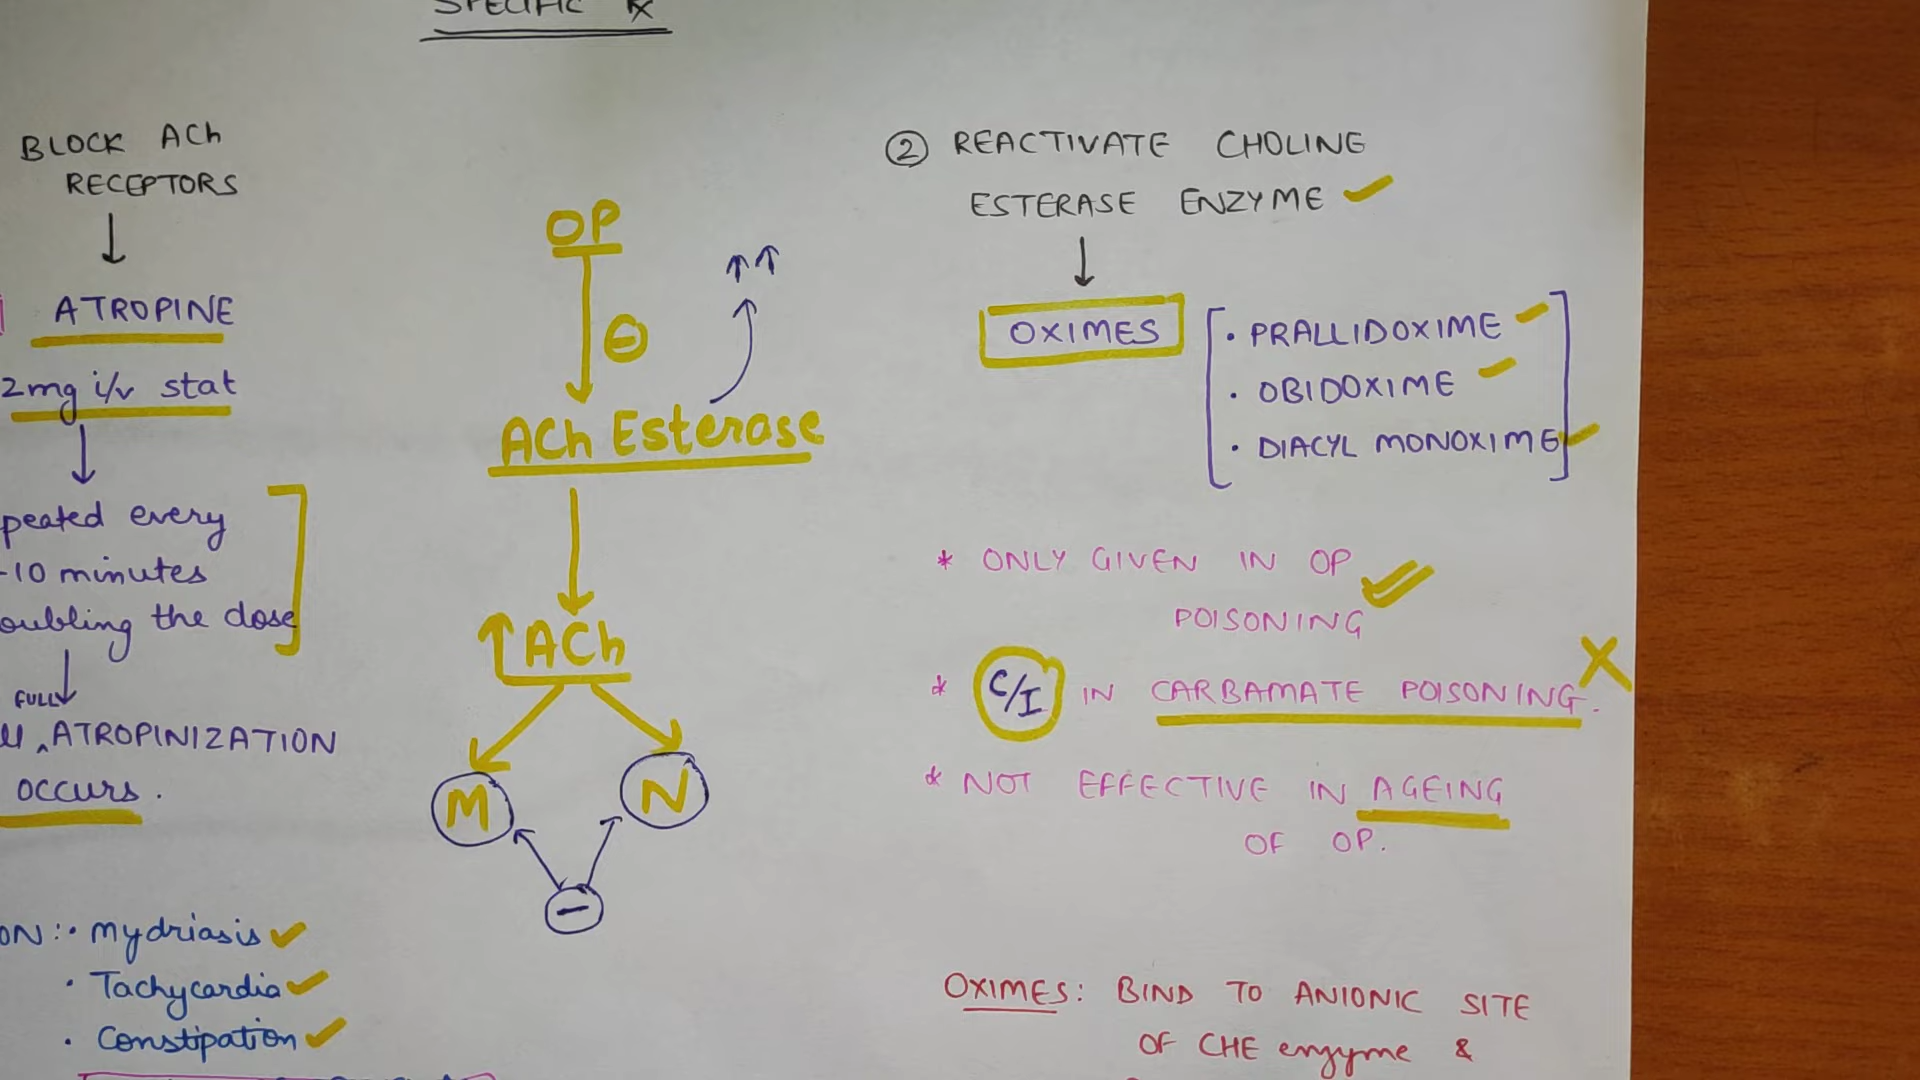 SPECIFIC Rx
BLOCK ACh
RECEPTORS
ATROPINE
2mg i/v stat
peated every
-10 minutes
oubling the dose
FULL
ATROPINIZATION
OCCURS.
ON: • Mydriasis
• Tachycardia
• Constipation
OP
⊖
↑↑
ACh Esterase
↑ACh
M
N
−
② REACTIVATE CHOLINE
ESTERASE ENZYME
OXIMES
• PRALLIDOXIME
• OBIDOXIME
• DIACYL MONOXIME
* ONLY GIVEN IN OP
POISONING
* C/I IN CARBAMATE POISONING.
* NOT EFFECTIVE IN AGEING
OF OP.
OXIMES: BIND TO ANIONIC SITE
OF CHE enzyme &